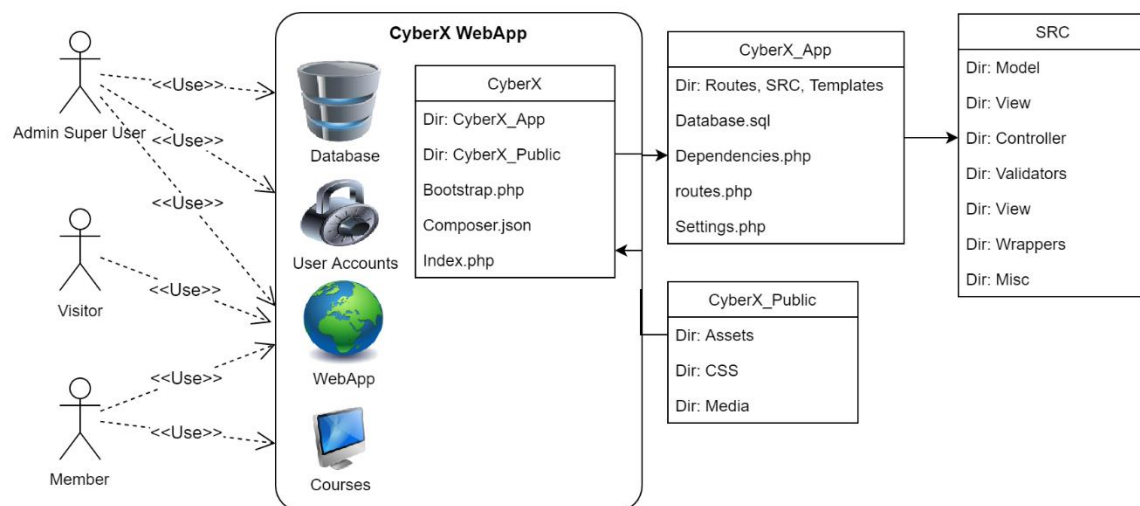 CyberX WebApp
<<Use>>
<<Use>>
<<Use>>
Admin Super User
<<Use>>
Visitor
<<Use>>
<<Use>>
Member
Database
User Accounts
WebApp
Courses
CyberX
Dir: CyberX_App
Dir: CyberX_Public
Bootstrap.php
Composer.json
Index.php
CyberX_App
Dir: Routes, SRC, Templates
Database.sql
Dependencies.php
routes.php
Settings.php
CyberX_Public
Dir: Assets
Dir: CSS
Dir: Media
SRC
Dir: Model
Dir: View
Dir: Controller
Dir: Validators
Dir: View
Dir: Wrappers
Dir: Misc